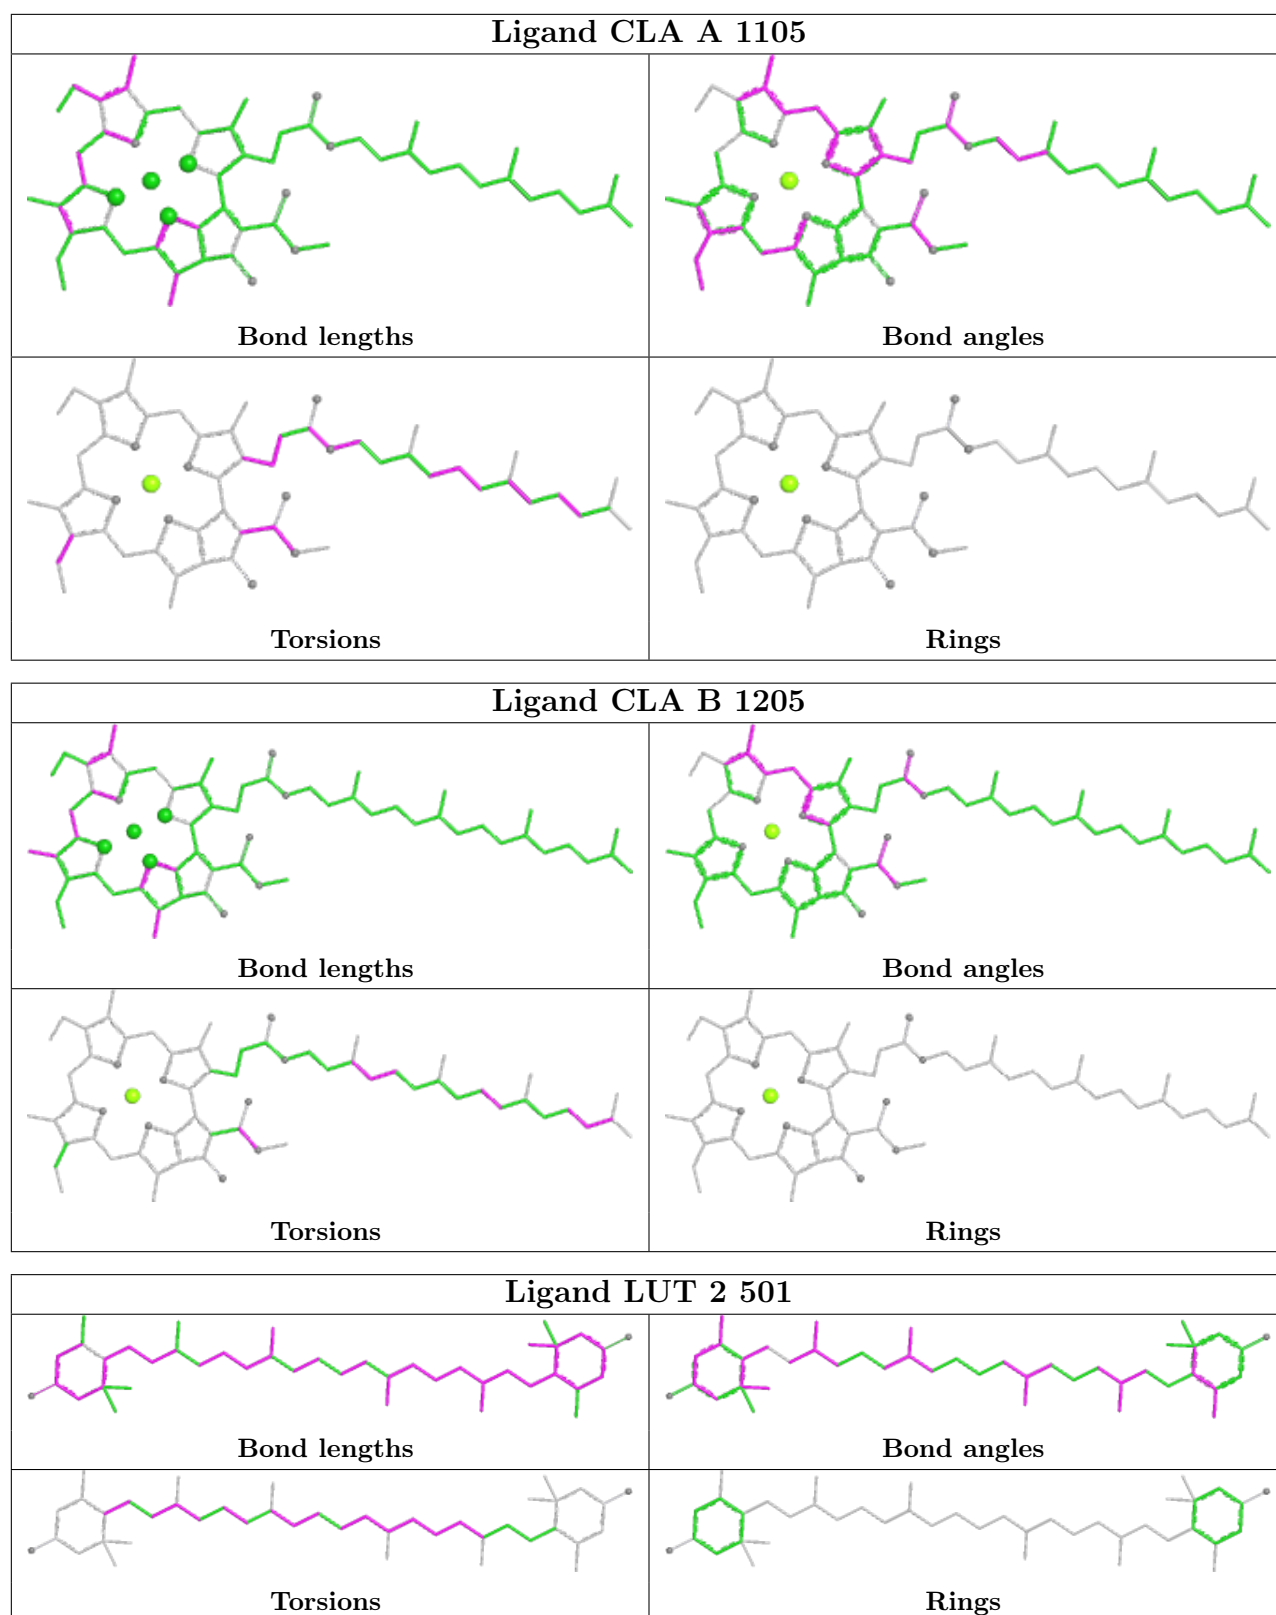 Ligand CLA A 1105
Bond lengths
Bond angles
Torsions
Rings
Ligand CLA B 1205
Bond lengths
Bond angles
Torsions
Rings
Ligand LUT 2 501
Bond lengths
Bond angles
Torsions
Rings